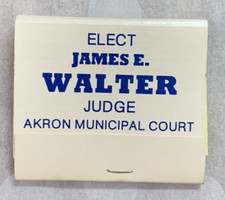 ELECT
JAMES E.
WALTER
JUDGE
AKRON MUNICIPAL COURT